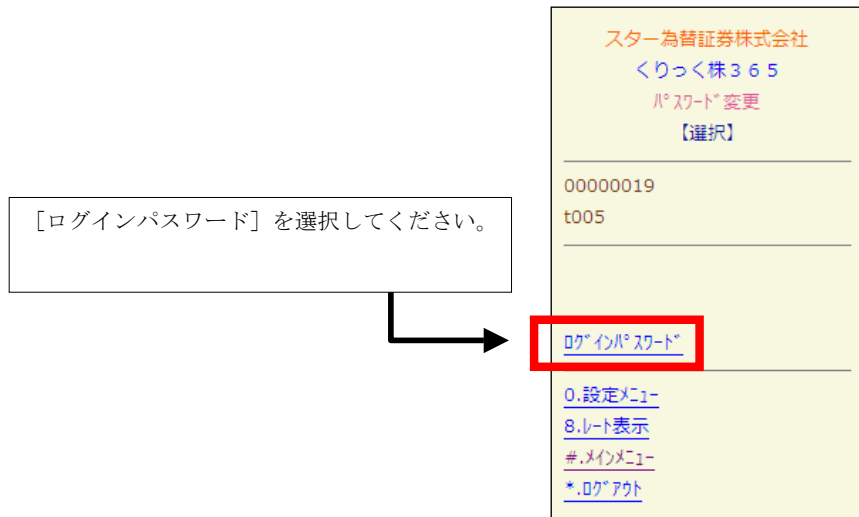 スター為替証券株式会社
くりっく株３６５
ﾊﾟｽﾜｰﾄﾞ変更
【選択】
00000019
t005
［ログインパスワード］を選択してください。
ﾛｸﾞｲﾝﾊﾟｽﾜｰﾄﾞ
0.設定ﾒﾆｭｰ
8.ﾚｰﾄ表示
#.ﾒｲﾝﾒﾆｭｰ
*.ﾛｸﾞｱｳﾄ